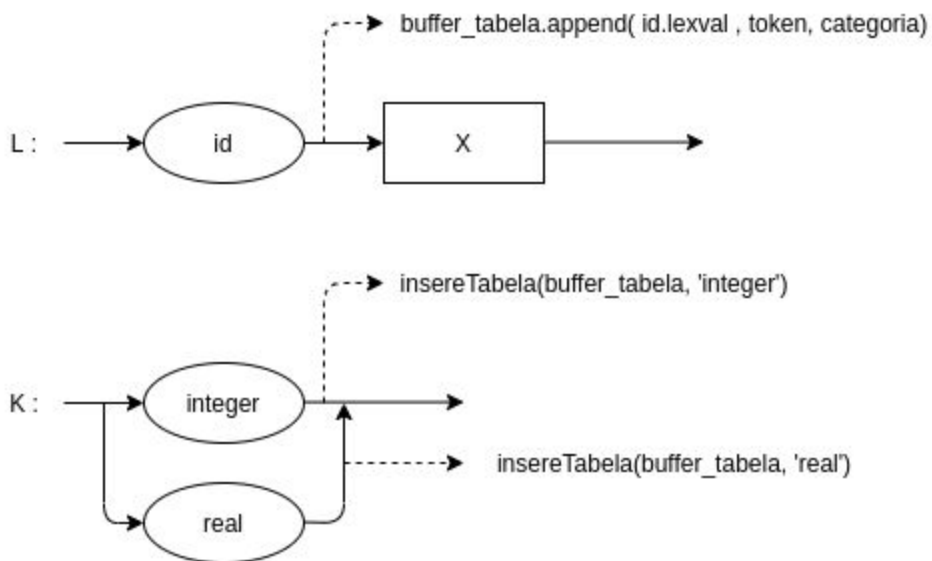 buffer_tabela.append( id.lexval , token, categoria)
L :
id
X
insereTabela(buffer_tabela, 'integer')
K :
integer
insereTabela(buffer_tabela, 'real')
real